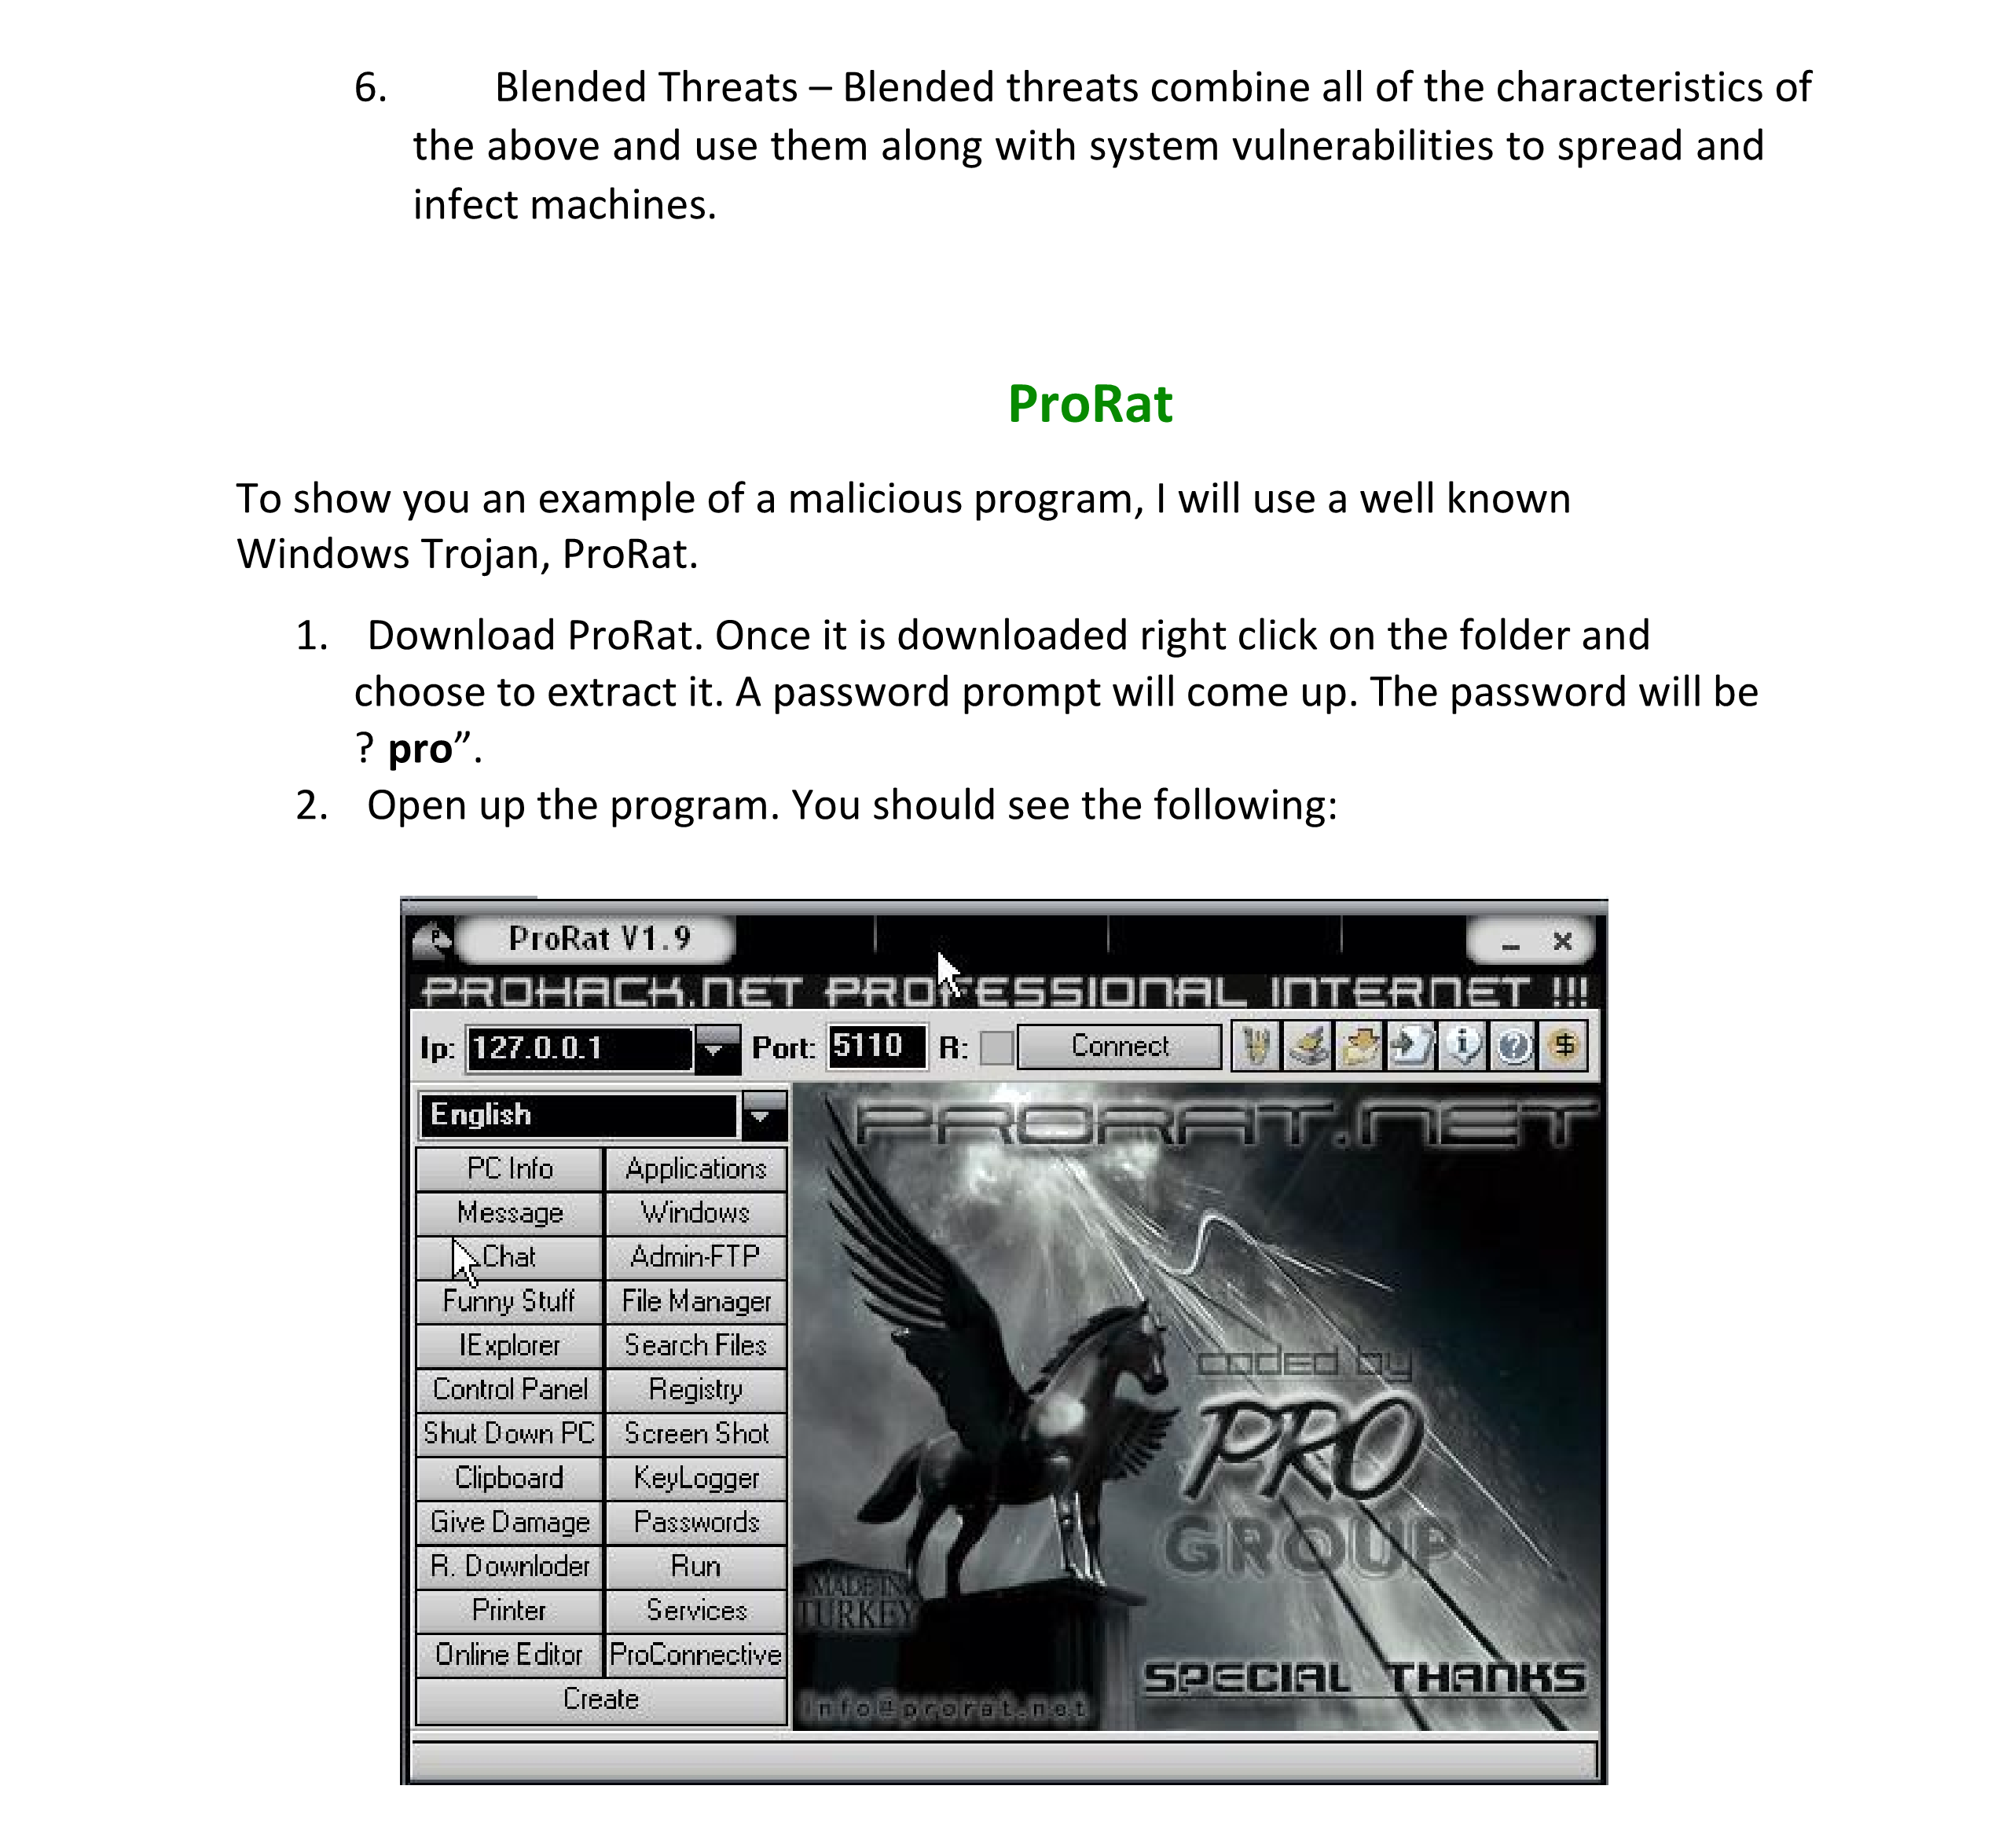 6. Blended Threats – Blended threats combine all of the characteristics of
the above and use them along with system vulnerabilities to spread and
infect machines.
ProRat
To show you an example of a malicious program, I will use a well known
Windows Trojan, ProRat.
1. Download ProRat. Once it is downloaded right click on the folder and
choose to extract it. A password prompt will come up. The password will be
? pro”.
2. Open up the program. You should see the following:
ProRat V1.9
PROHACK.NET PROFESSIONAL INTERNET !!!
Ip: 127.0.0.1 Port: 5110 R: Connect
English
PRORAT.NET
PC Info Applications
Message Windows
Chat Admin-FTP
Funny Stuff File Manager
IExplorer Search Files
Control Panel Registry
Shut Down PC Screen Shot
Clipboard KeyLogger
Give Damage Passwords
R. Downloder Run
Printer Services
Online Editor ProConnective
Create
coded by
PRO
GROUP
MADE IN
TURKEY
SPECIAL THANKS
info@prorat.net